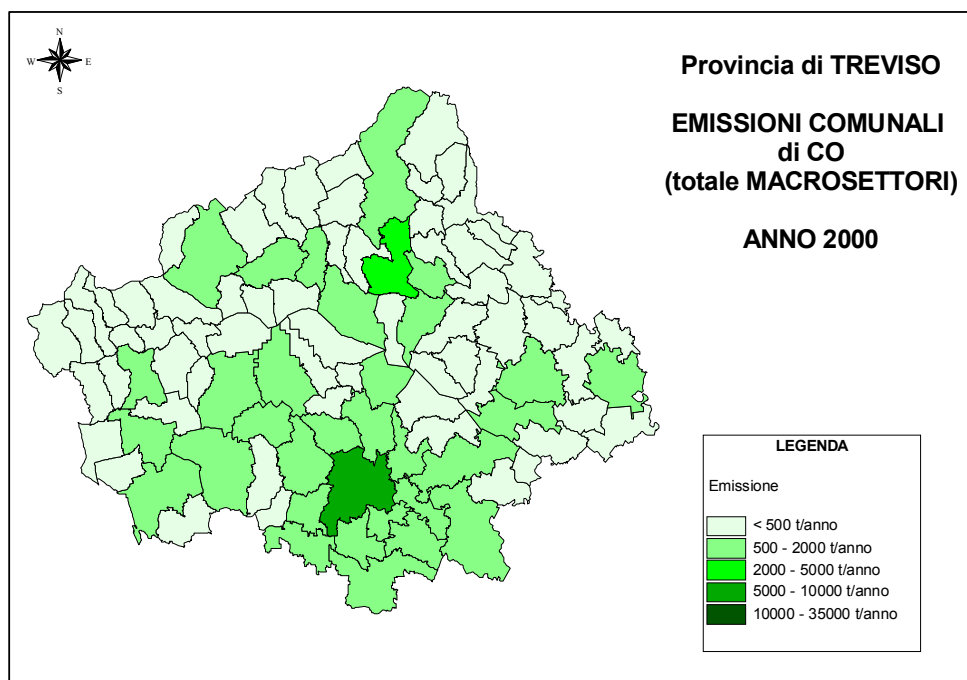 N
W
E
S
Provincia di TREVISO
EMISSIONI COMUNALI
di CO
(totale MACROSETTORI)
ANNO 2000
LEGENDA
Emissione
< 500 t/anno
500 - 2000 t/anno
2000 - 5000 t/anno
5000 - 10000 t/anno
10000 - 35000 t/anno